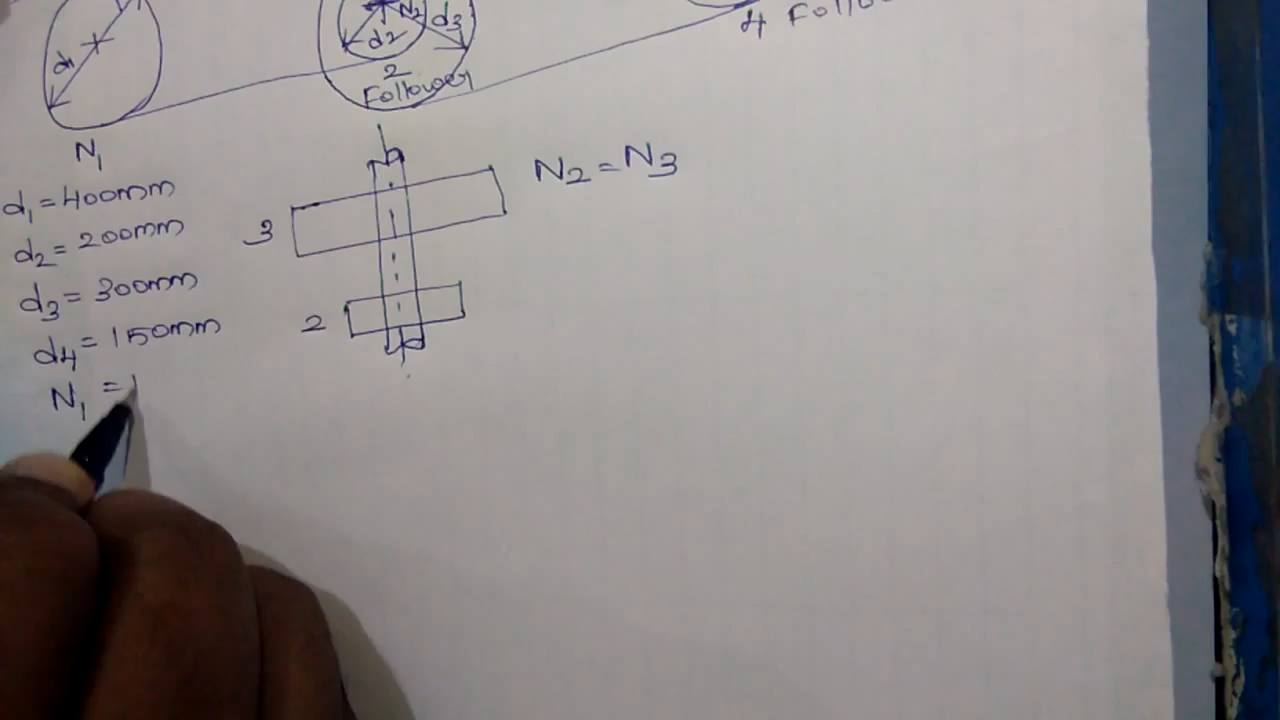 d1
N2
d3
d2
2
Follower
4 Follo
N1
d1 = 400mm
d2 = 200mm
d3 = 300mm
d4 = 150mm
N1 =
3
2
N2 = N3